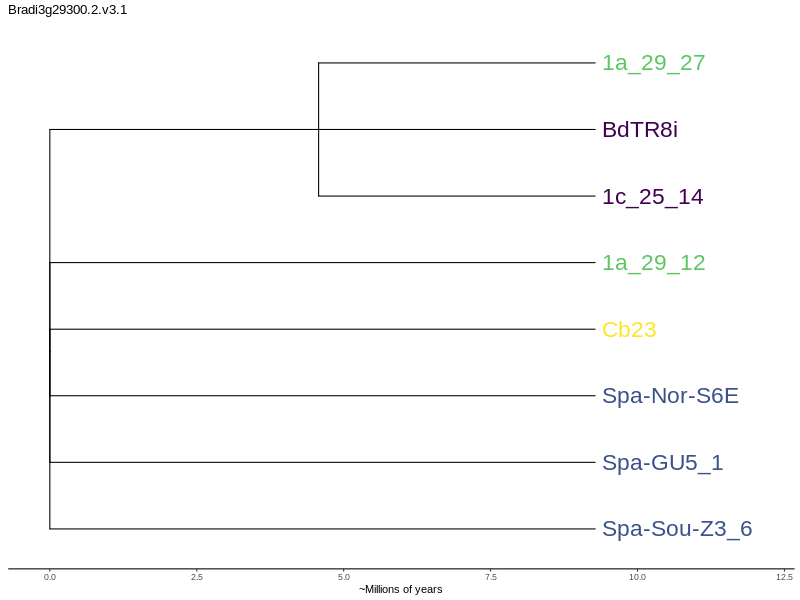 Bradi3g29300.2.v3.1
1a_29_27
BdTR8i
1c_25_14
1a_29_12
Cb23
Spa-Nor-S6E
Spa-GU5_1
Spa-Sou-Z3_6
0.0 2.5 5.0 7.5 10.0 12.5
~Millions of years